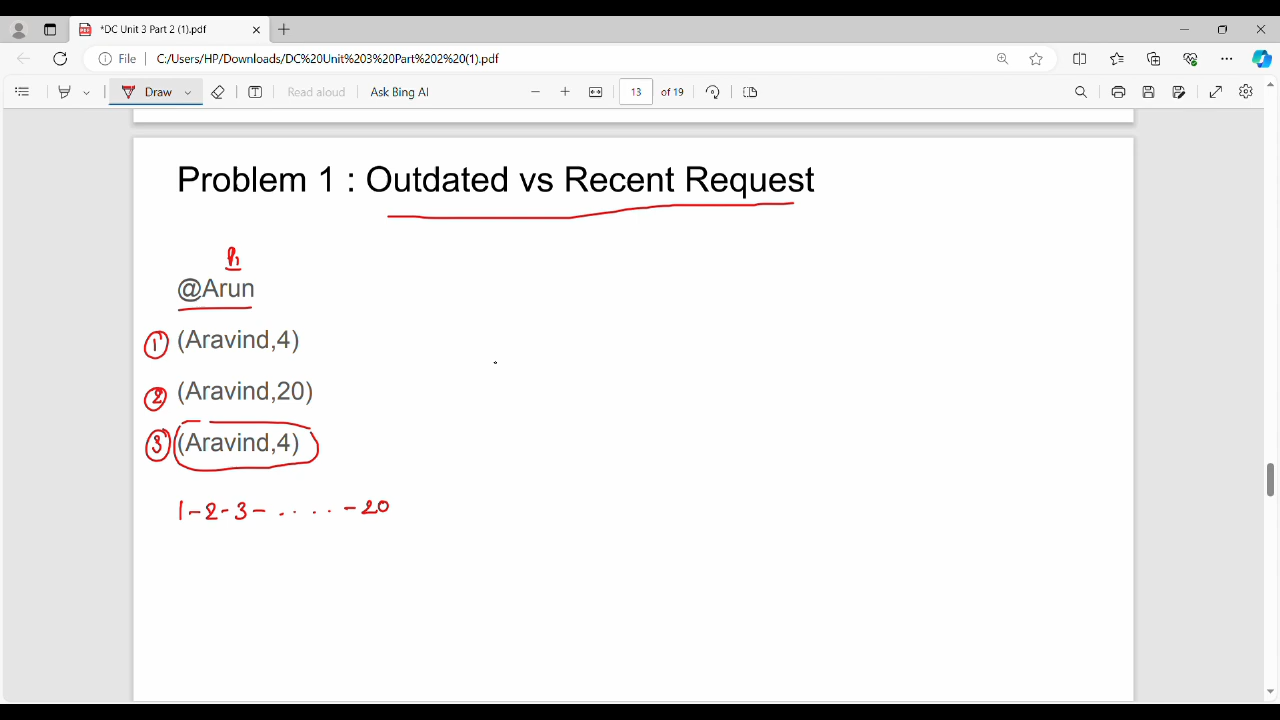 *DC Unit 3 Part 2 (1).pdf
File C:/Users/HP/Downloads/DC%20Unit%203%20Part%202%20(1).pdf
Draw Read aloud Ask Bing AI 13 of 19
Problem 1 : Outdated vs Recent Request
P1
@Arun
1 (Aravind,4)
2 (Aravind,20)
3 (Aravind,4)
1-2-3- ..... -20